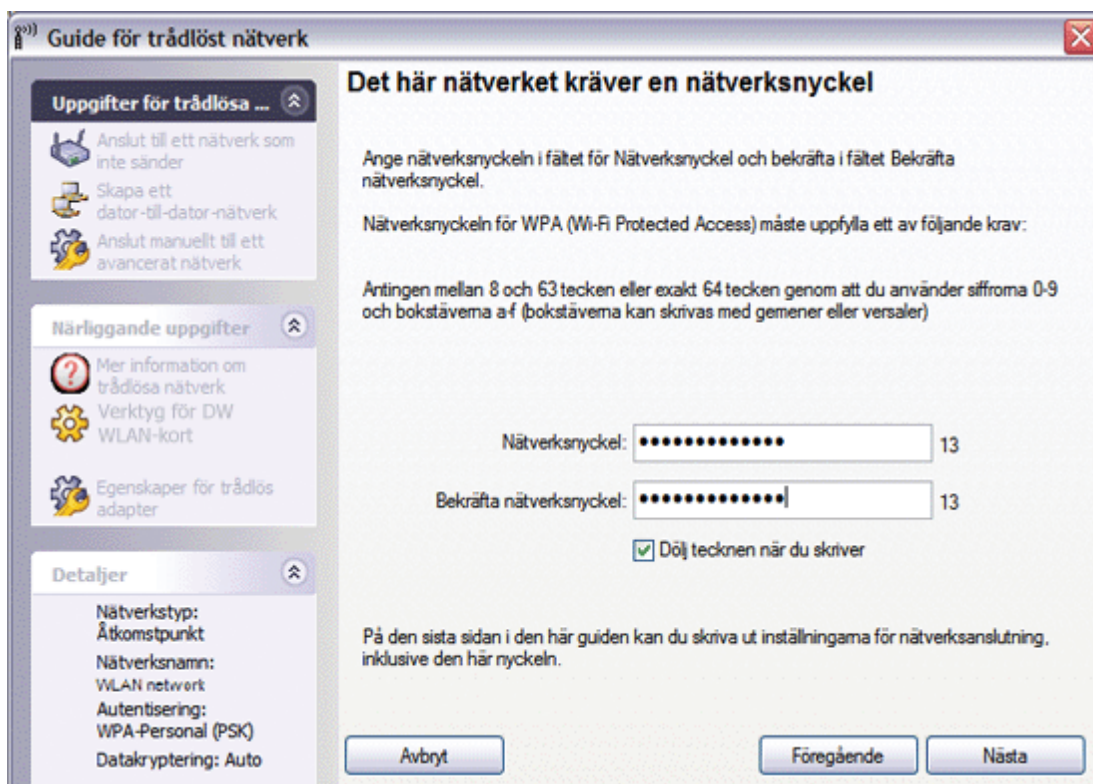 Guide för trådlöst nätverk
Uppgifter för trådlösa ...
Anslut till ett nätverk som
inte sänder
Skapa ett
dator-till-dator-nätverk
Anslut manuellt till ett
avancerat nätverk
Närliggande uppgifter
Mer information om
trådlösa nätverk
Verktyg för DW
WLAN-kort
Egenskaper för trådlös
adapter
Detaljer
Nätverkstyp:
Åtkomstpunkt
Nätverksnamn:
WLAN network
Autentisering:
WPA-Personal (PSK)
Datakryptering: Auto
Det här nätverket kräver en nätverksnyckel
Ange nätverksnyckeln i fältet för Nätverksnyckel och bekräfta i fältet Bekräfta
nätverksnyckel.
Nätverksnyckeln för WPA (Wi-Fi Protected Access) måste uppfylla ett av följande krav:
Antingen mellan 8 och 63 tecken eller exakt 64 tecken genom att du använder siffrorna 0-9
och bokstäverna a-f (bokstäverna kan skrivas med gemener eller versaler)
Nätverksnyckel: ●●●●●●●●●●●●● 13
Bekräfta nätverksnyckel: ●●●●●●●●●●●●● 13
Dölj tecknen när du skriver
På den sista sidan i den här guiden kan du skriva ut inställningarna för nätverksanslutning,
inklusive den här nyckeln.
Avbryt
Föregående
Nästa